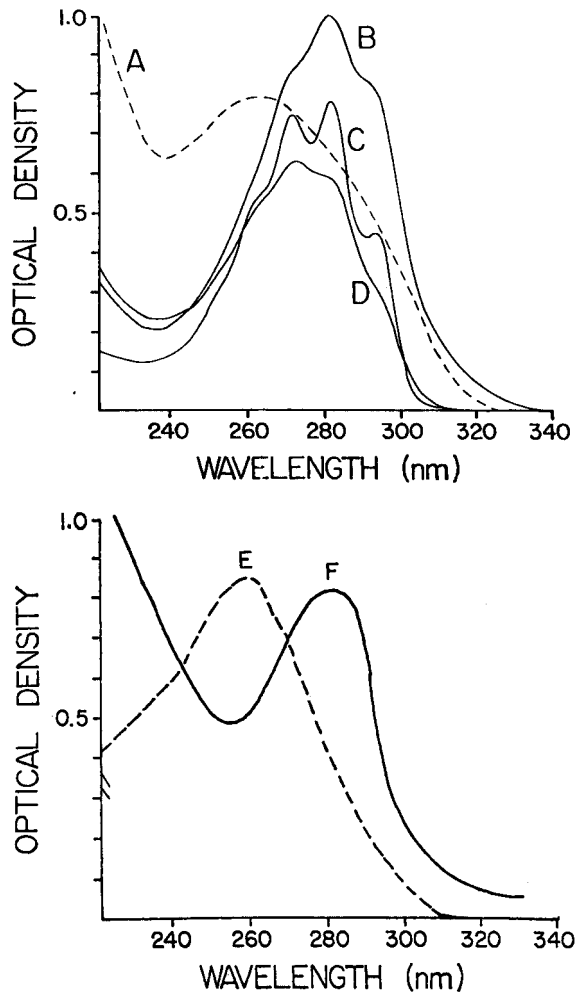 1.0
0.5
OPTICAL DENSITY
A
B
C
D
240 260 280 300 320 340
WAVELENGTH (nm)
1.0
0.5
OPTICAL DENSITY
E
F
240 260 280 300 320 340
WAVELENGTH (nm)